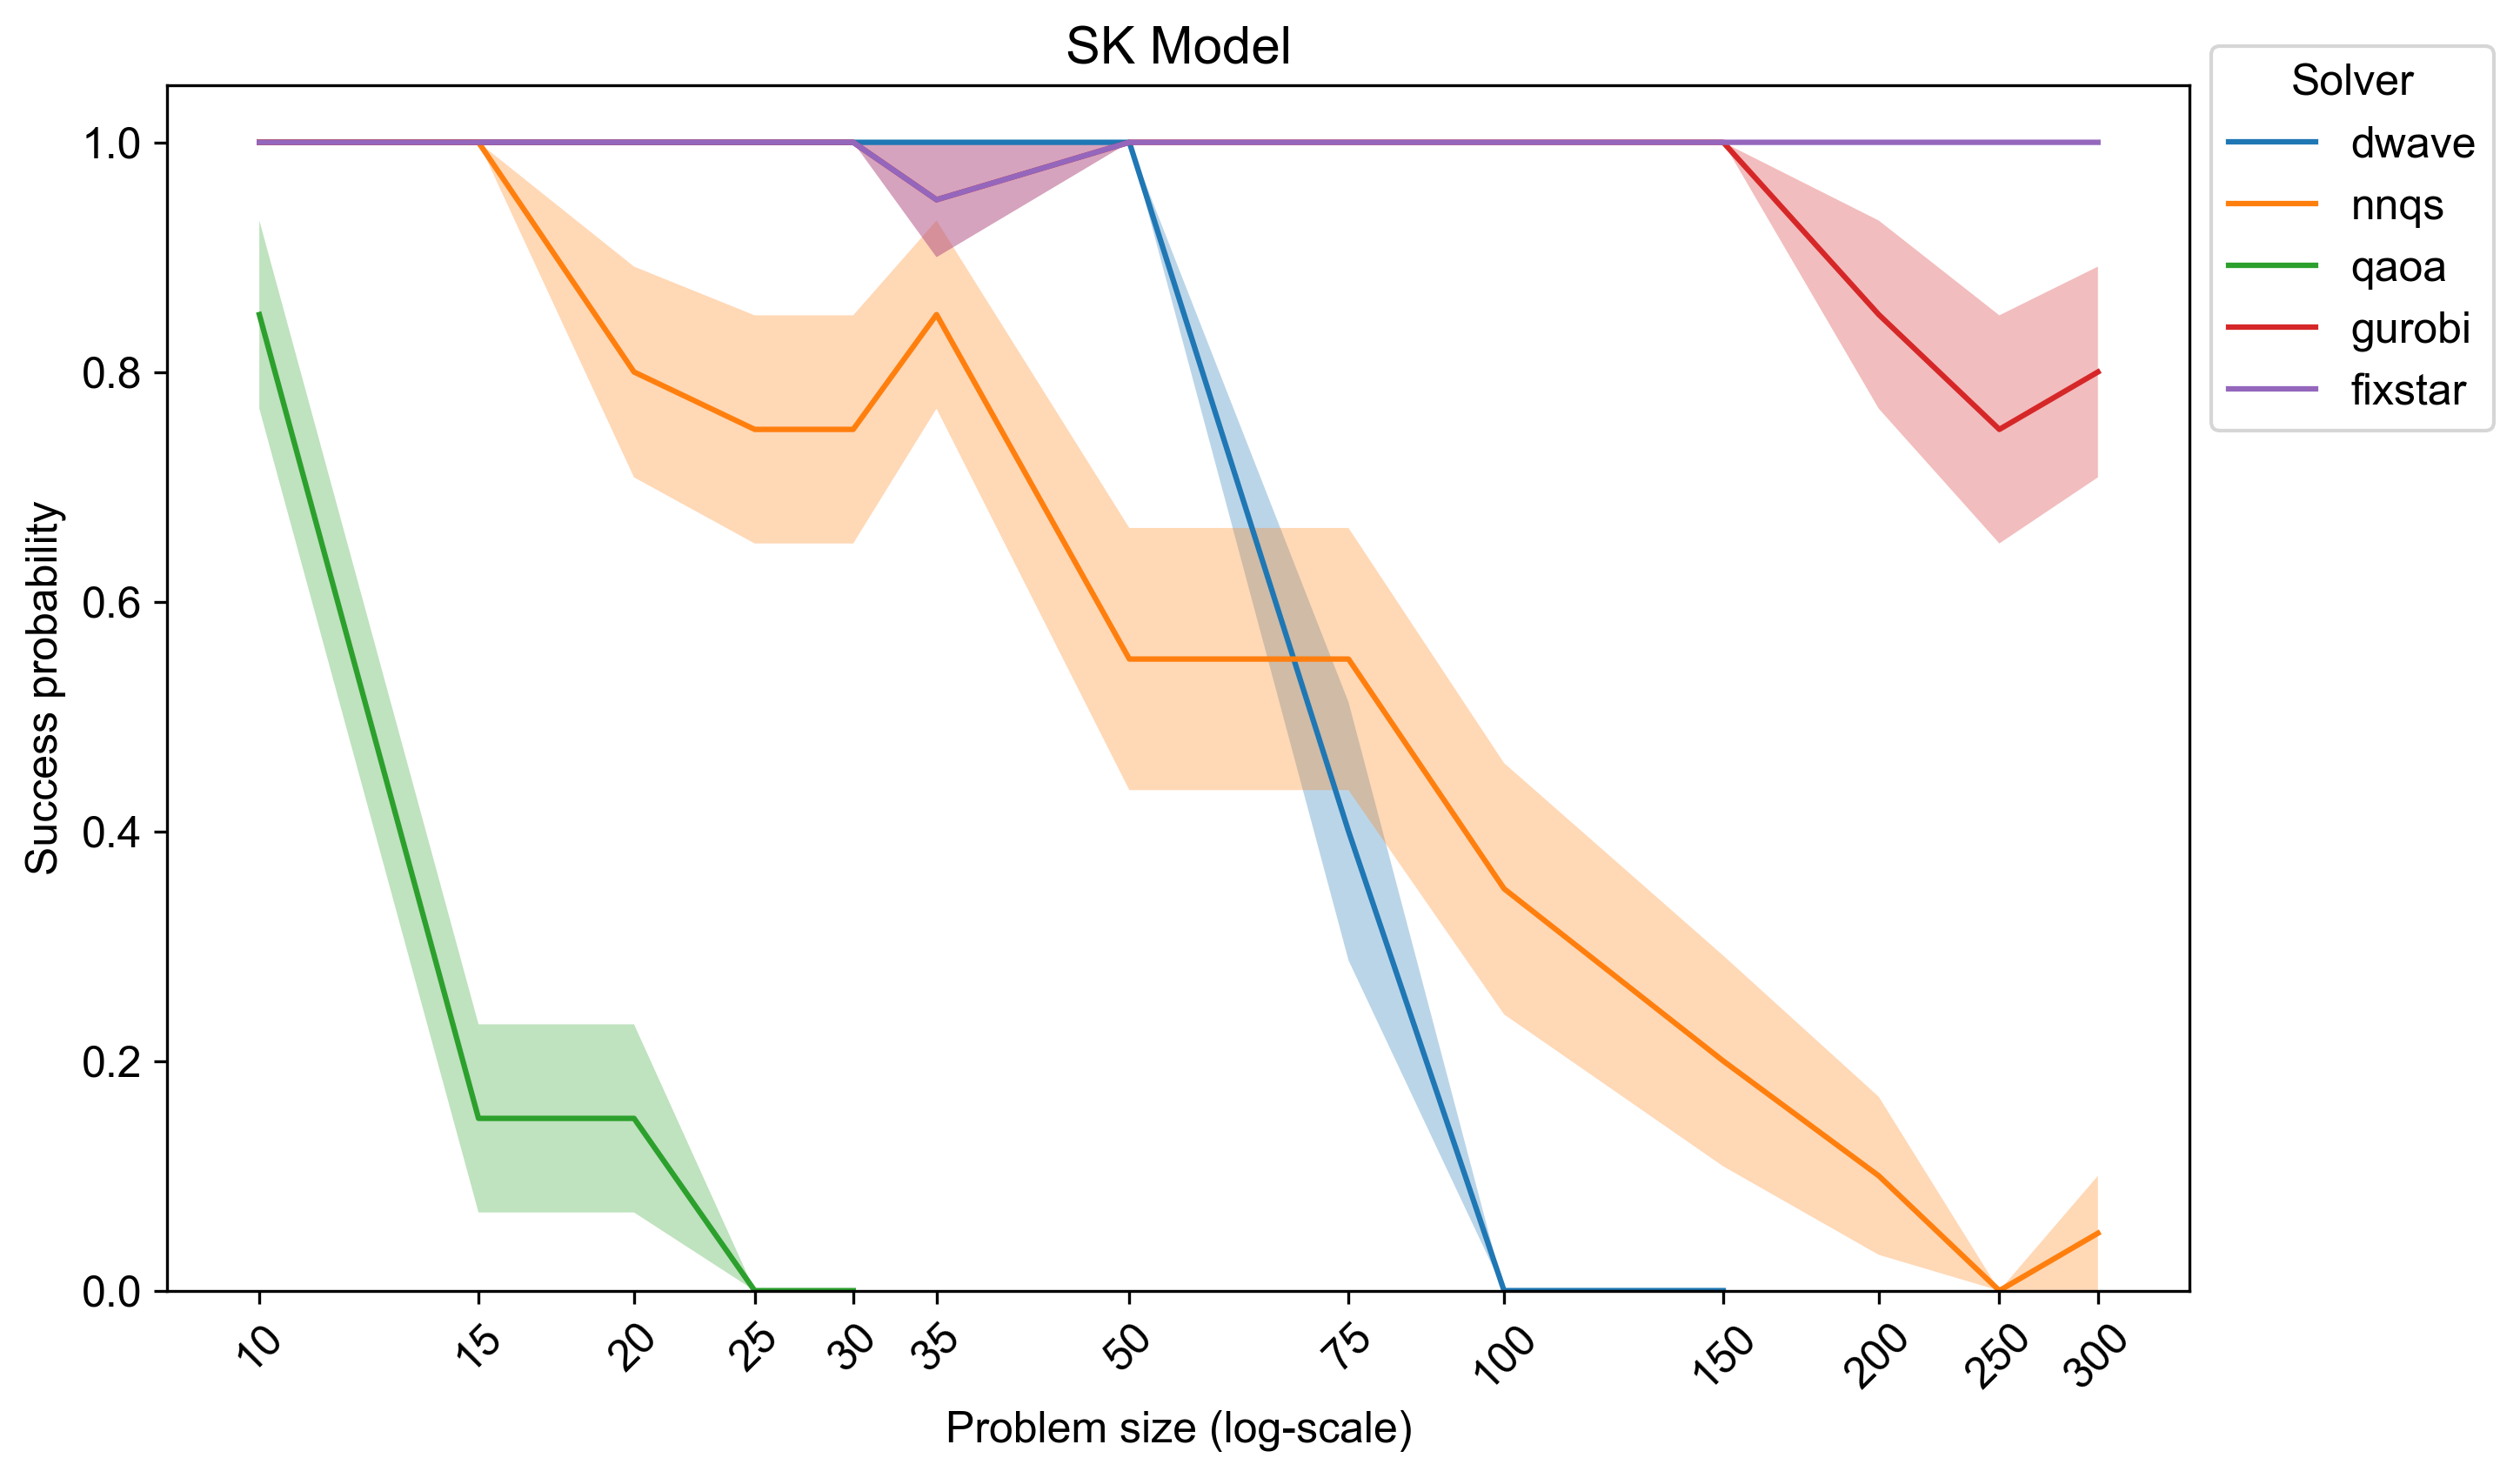 SK Model
Solver
dwave
nnqs
qaoa
gurobi
fixstar
Success probability
1.0
0.8
0.6
0.4
0.2
0.0
10
15
20
25
30
35
50
75
100
150
200
250
300
Problem size (log-scale)